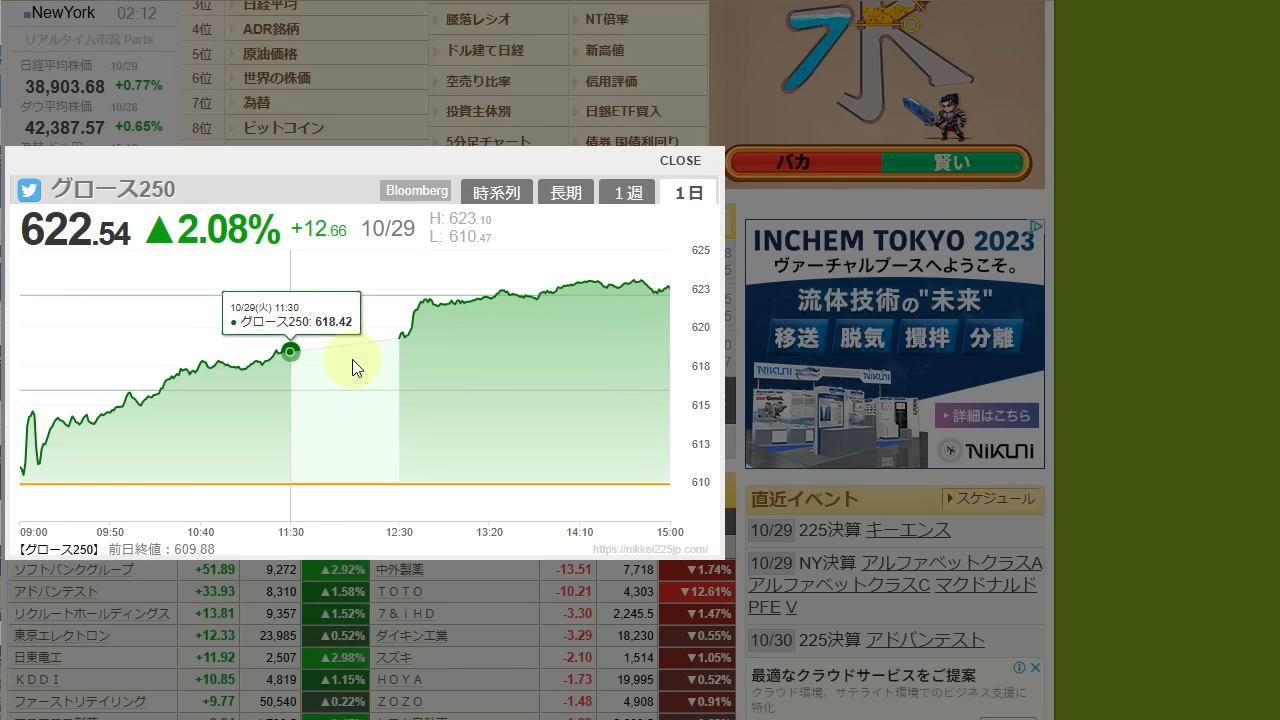 NewYork 02:12
リアルタイム市況 Parts
日経平均株価 10/29
38,903.68 +0.77%
ダウ平均株価 10/28
42,387.57 +0.65%
3位 日経平均
4位 ADR銘柄
5位 原油価格
6位 世界の株価
7位 為替
8位 ビットコイン
騰落レシオ NT倍率
ドル建て日経 新高値
空売り比率 信用評価
投資主体別 日銀ETF買入
5分足チャート 債券 国債利回り
バカ 賢い
CLOSE
グロース250
Bloomberg 時系列 長期 1週 1日
622.54 ▲2.08% +12.66 10/29
H: 623.10
L: 610.47
625
623
620
618
615
613
610
10/29(火) 11:30
● グロース250: 618.42
09:00 09:50 10:40 11:30 12:30 13:20 14:10 15:00
【グロース250】 前日終値：609.88
https://nikkei225jp.com/
ソフトバンクグループ +51.89 9,272 ▲2.92% 中外製薬 -13.51 7,718 ▼1.74%
アドバンテスト +33.93 8,310 ▲1.58% ＴＯＴＯ -10.21 4,303 ▼12.61%
リクルートホールディングス +13.81 9,357 ▲1.52% 7＆ｉＨＤ -3.30 2,245.5 ▼1.47%
東京エレクトロン +12.33 23,985 ▲0.52% ダイキン工業 -3.29 18,230 ▼0.55%
日東電工 +11.92 2,507 ▲2.98% スズキ -2.10 1,514 ▼1.05%
ＫＤＤＩ +10.85 4,819 ▲1.15% ＨＯＹＡ -1.73 19,995 ▼0.52%
ファーストリテイリング +9.77 50,540 ▲0.22% ＺＯＺＯ -1.48 4,908 ▼0.91%
INCHEM TOKYO 2023
ヴァーチャルブースへようこそ。
流体技術の"未来"
移送 脱気 攪拌 分離
NIKUNI
NIKUNI
詳細はこちら
NIKUNI
直近イベント スケジュール
10/29 225決算 キーエンス
10/29 NY決算 アルファベットクラスA
アルファベットクラスC マクドナルド
PFE V
10/30 225決算 アドバンテスト
最適なクラウドサービスをご提案
クラウド環境、サテライト環境でのビジネス支援に
特化